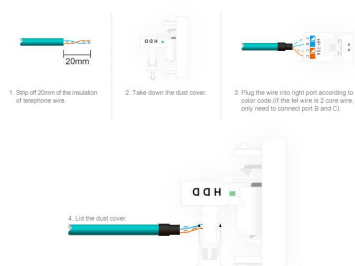 20mm
1. Strip off 20mm of the insulation
of telephone wire.
2. Take down the dust cover.
3. Plug the wire into right port according to
color code (If the tel wire is 2 core wire,
only need to connect port B and C).
4. Lid the dust cover.